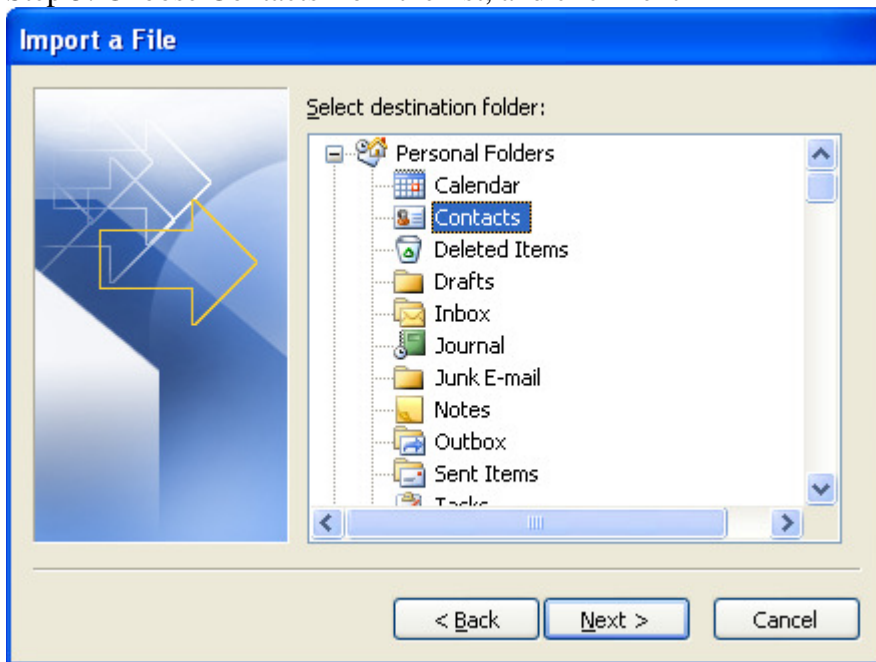 Import a File
Select destination folder:
Personal Folders
Calendar
Contacts
Deleted Items
Drafts
Inbox
Journal
Junk E-mail
Notes
Outbox
Sent Items
Tasks
< Back Next > Cancel